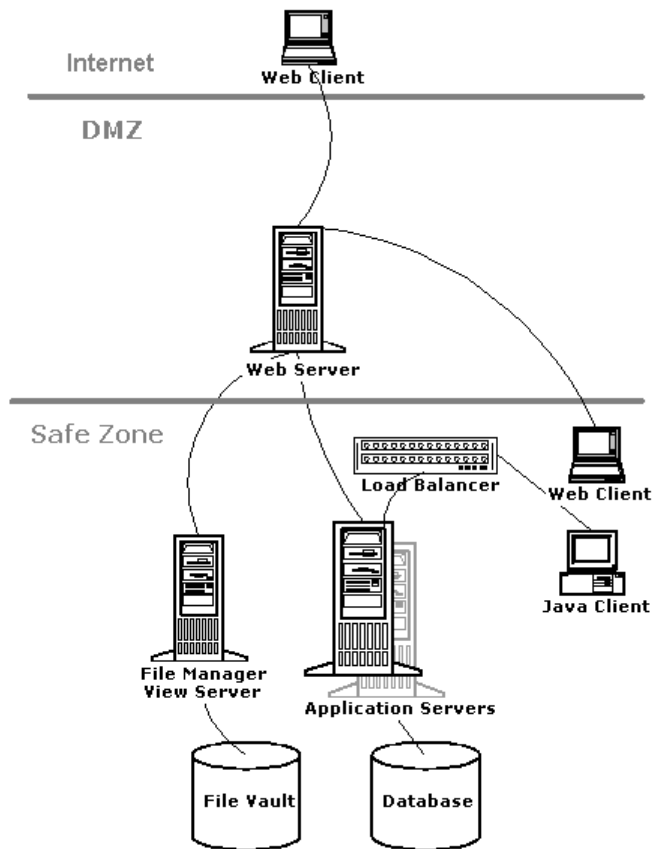 Internet
Web Client
DMZ
Web Server
Safe Zone
Load Balancer
Web Client
Java Client
File Manager
View Server
Application Servers
File Vault
Database